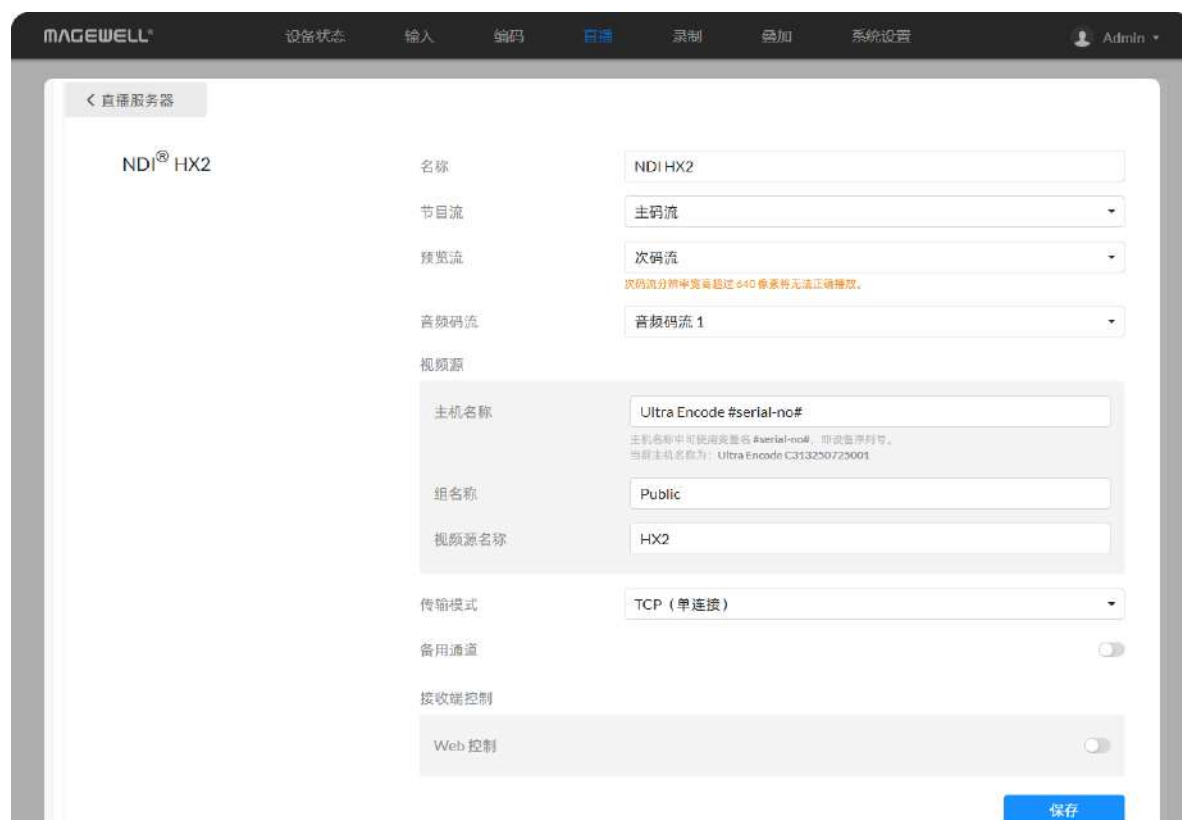 MAGEWELL® 设备状态 输入 编码 直播 录制 叠加 系统设置 Admin
直播服务器
NDI® HX2
名称 NDI HX2
节目流 主码流
预览流 次码流
次码流分辨率宽高超过 640 像素将无法正确播放。
音频码流 音频码流 1
视频源
主机名称 Ultra Encode #serial-no#
主机名称中可使用变量名 #serial-no#，即设备序列号。
当前主机名称为：Ultra Encode C313250725001
组名称 Public
视频源名称 HX2
传输模式 TCP（单连接）
备用通道
接收端控制
Web 控制
保存